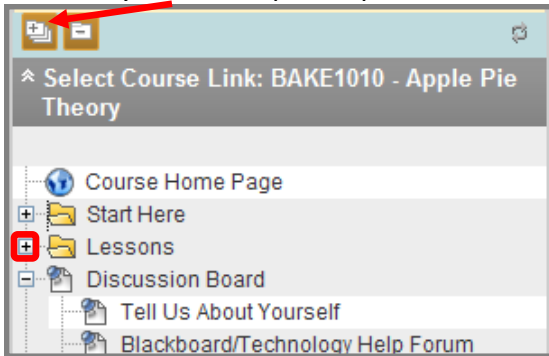 Select Course Link: BAKE1010 - Apple Pie
Theory
Course Home Page
Start Here
Lessons
Discussion Board
Tell Us About Yourself
Blackboard/Technology Help Forum